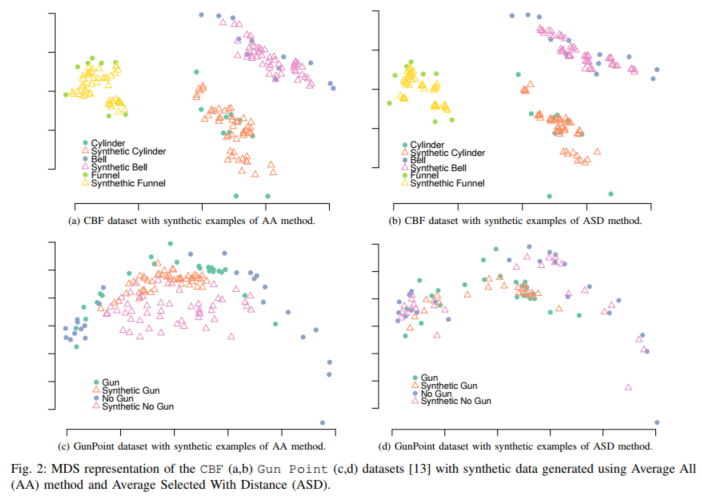 Cylinder
Synthetic Cylinder
Bell
Synthetic Bell
Funnel
Synthethic Funnel
(a) CBF dataset with synthetic examples of AA method.
Cylinder
Synthetic Cylinder
Bell
Synthetic Bell
Funnel
Synthethic Funnel
(b) CBF dataset with synthetic examples of ASD method.
Gun
Synthetic Gun
No Gun
Synthetic No Gun
(c) GunPoint dataset with synthetic examples of AA method.
Gun
Synthetic Gun
No Gun
Synthetic No Gun
(d) GunPoint dataset with synthetic examples of ASD method.
Fig. 2: MDS representation of the CBF (a,b) Gun Point (c,d) datasets [13] with synthetic data generated using Average All
(AA) method and Average Selected With Distance (ASD).